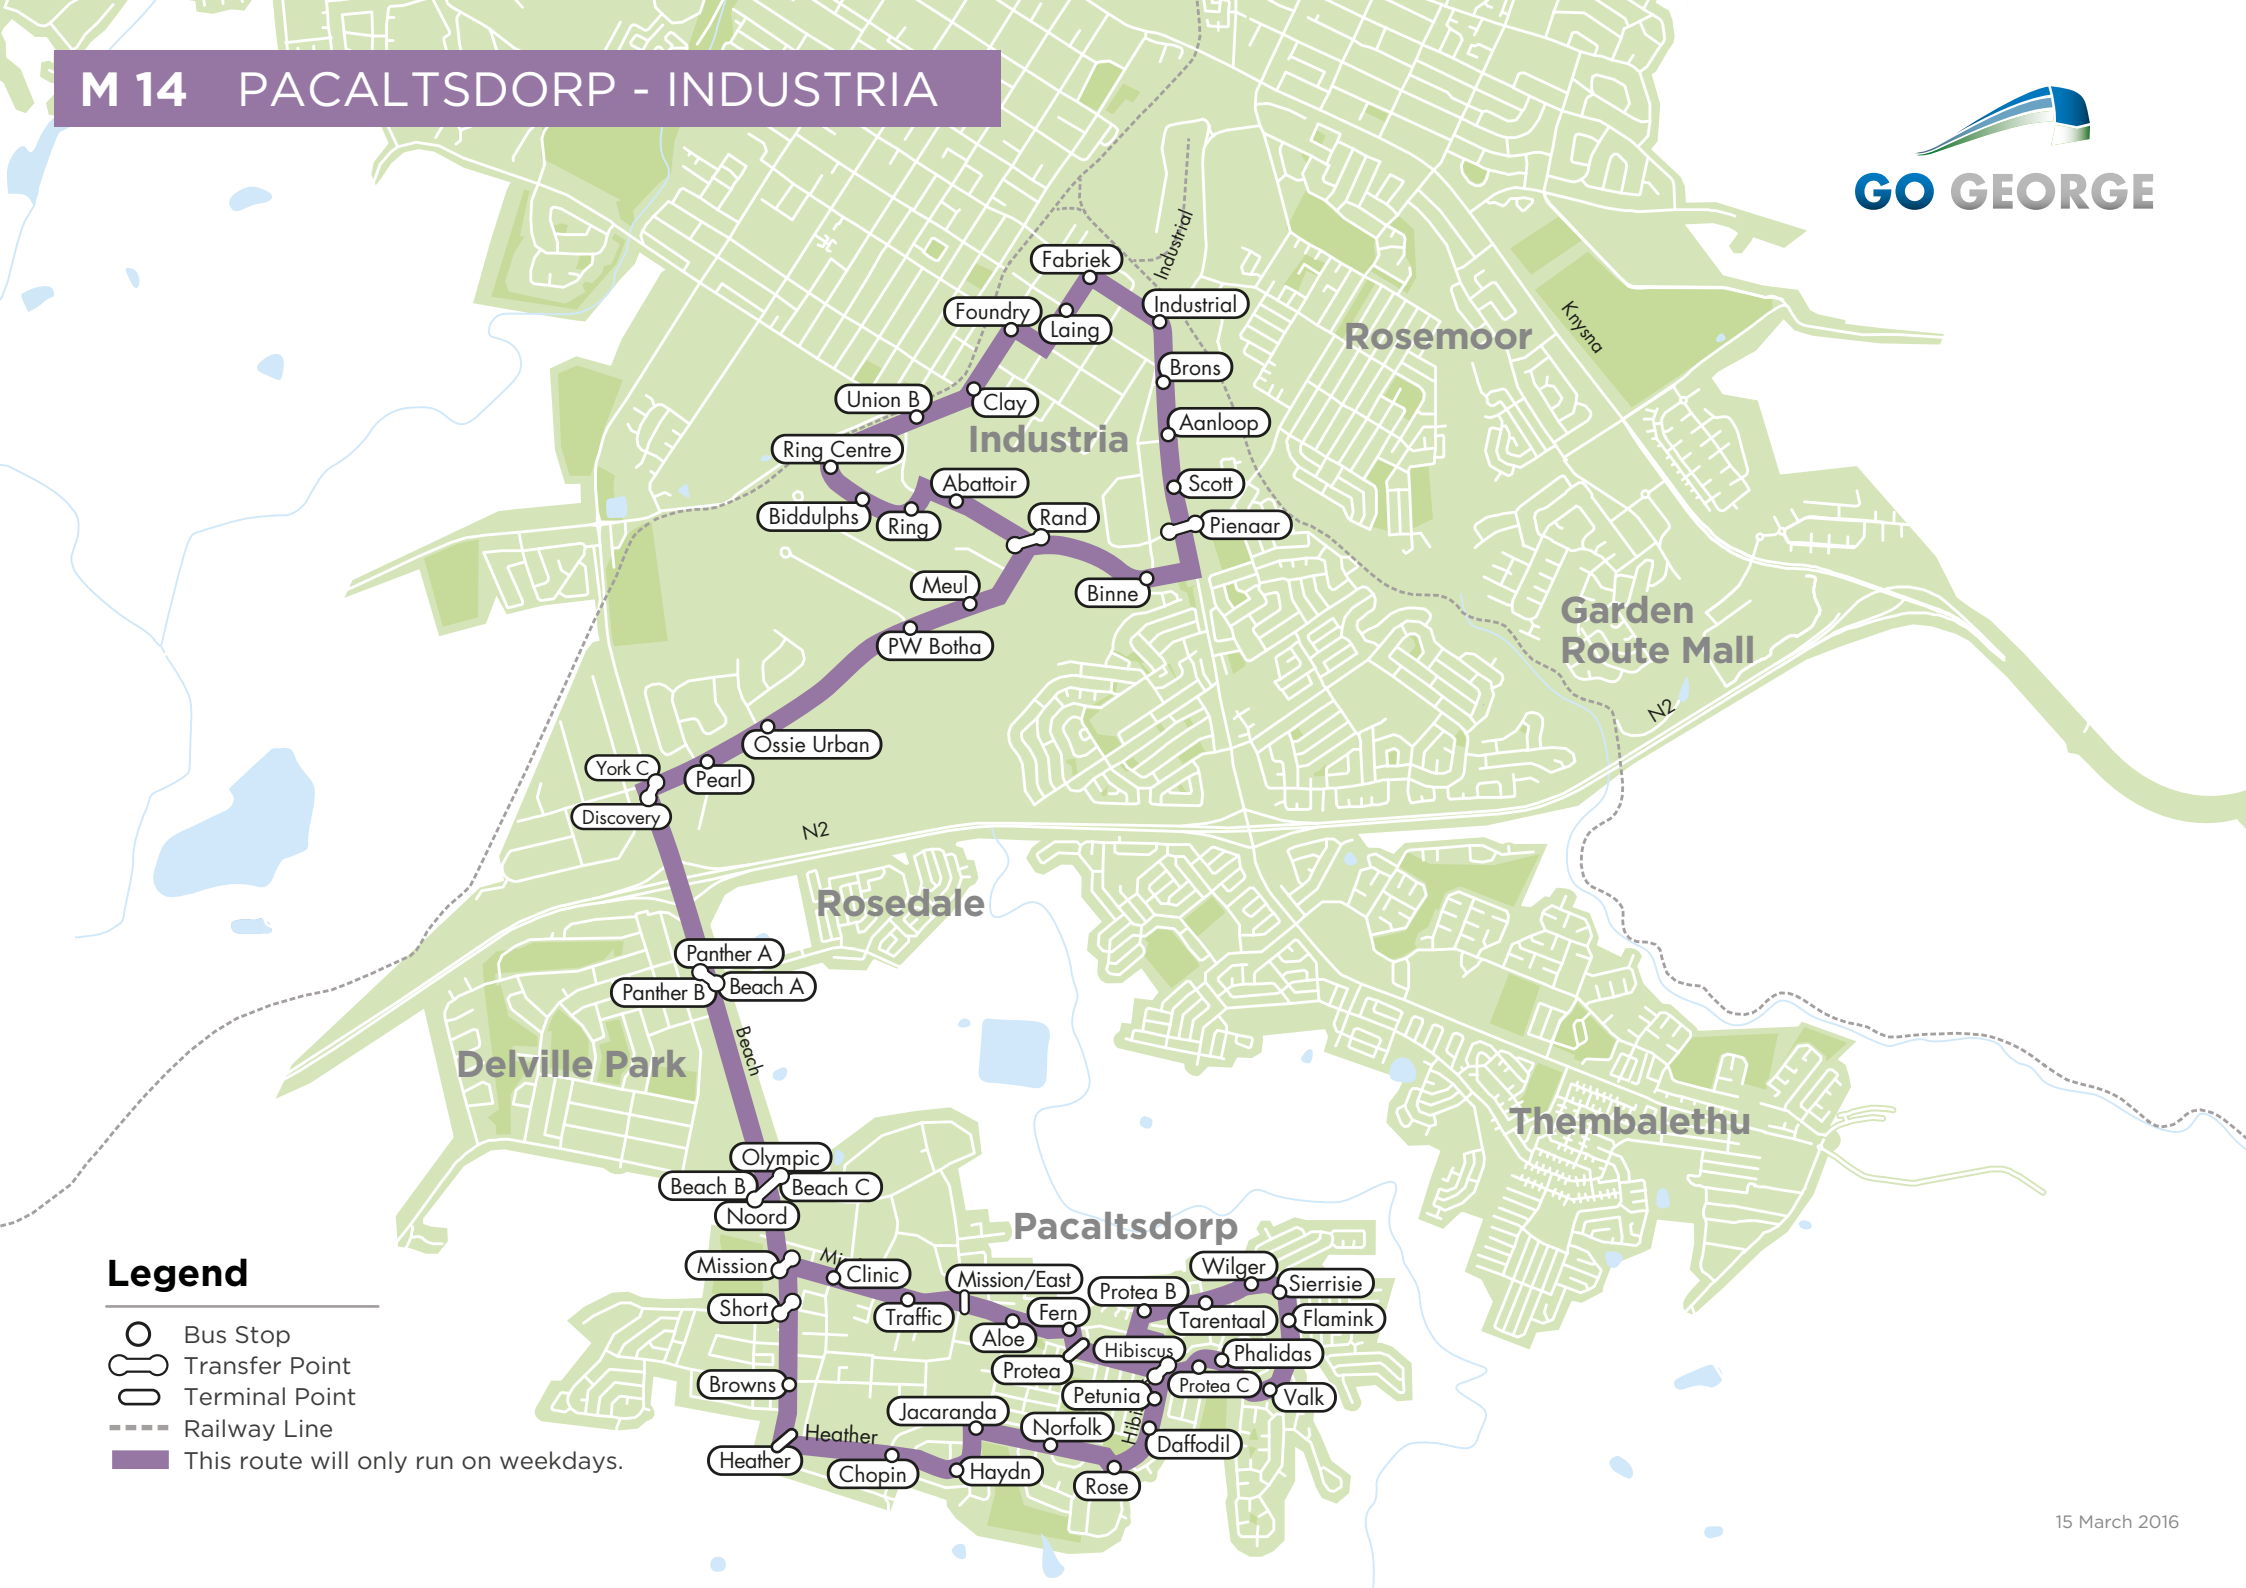 M 14 PACALTSDORP - INDUSTRIA
GO GEORGE
Fabriek
Industrial
Industrial
Foundry
Laing
Rosemoor
Knysna
Brons
Union B
Clay
Aanloop
Industria
Ring Centre
Abattoir
Scott
Biddulphs
Ring
Rand
Pienaar
Meul
Binne
Garden
Route Mall
PW Botha
N2
Ossie Urban
York C
Pearl
Discovery
N2
Rosedale
Panther A
Panther B
Beach A
Beach
Delville Park
Thembalethu
Olympic
Beach B
Beach C
Noord
Pacaltsdorp
Mission
Clinic
Mission/East
Wilger
Sierrisie
Protea B
Short
Traffic
Fern
Tarentaal
Flamink
Aloe
Hibiscus
Phalidas
Protea
Browns
Petunia
Protea C
Valk
Jacaranda
Norfolk
Heather
Daffodil
Heather
Chopin
Haydn
Rose
Legend
Bus Stop
Transfer Point
Terminal Point
Railway Line
This route will only run on weekdays.
15 March 2016